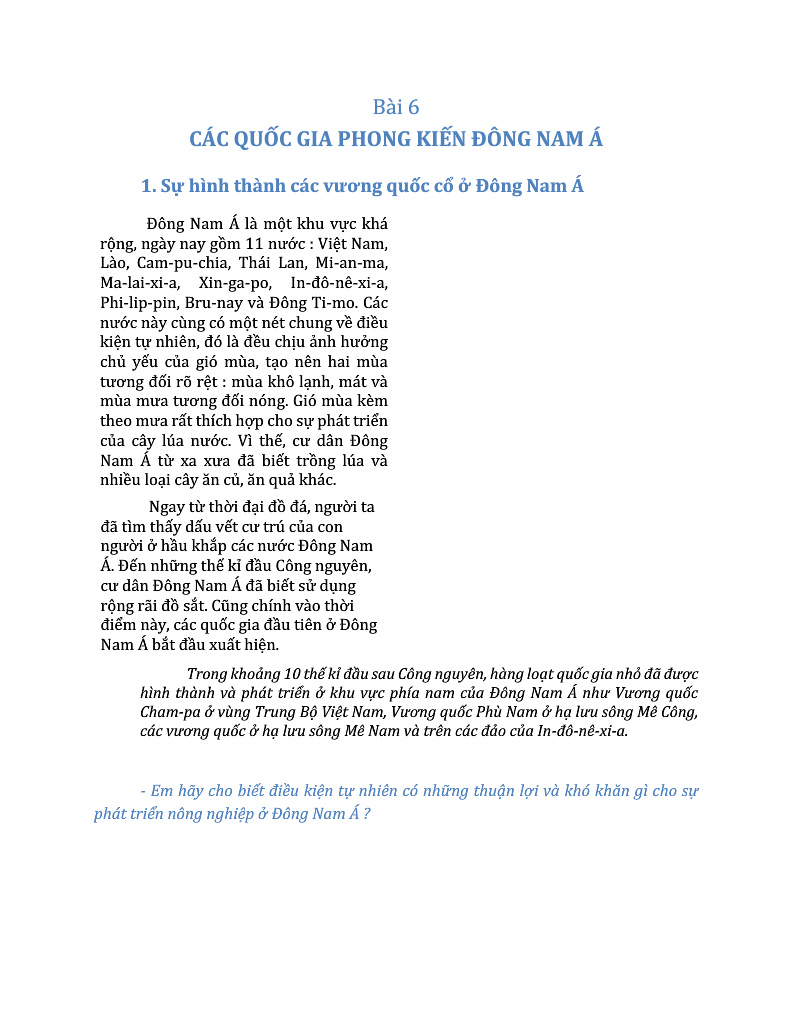 Bài 6
CÁC QUỐC GIA PHONG KIẾN ĐÔNG NAM Á
1. Sự hình thành các vương quốc cổ ở Đông Nam Á
Đông Nam Á là một khu vực khá
rộng, ngày nay gồm 11 nước : Việt Nam,
Lào, Cam-pu-chia, Thái Lan, Mi-an-ma,
Ma-lai-xi-a, Xin-ga-po, In-đô-nê-xi-a,
Phi-lip-pin, Bru-nay và Đông Ti-mo. Các
nước này cùng có một nét chung về điều
kiện tự nhiên, đó là đều chịu ảnh hưởng
chủ yếu của gió mùa, tạo nên hai mùa
tương đối rõ rệt : mùa khô lạnh, mát và
mùa mưa tương đối nóng. Gió mùa kèm
theo mưa rất thích hợp cho sự phát triển
của cây lúa nước. Vì thế, cư dân Đông
Nam Á từ xa xưa đã biết trồng lúa và
nhiều loại cây ăn củ, ăn quả khác.
Ngay từ thời đại đồ đá, người ta
đã tìm thấy dấu vết cư trú của con
người ở hầu khắp các nước Đông Nam
Á. Đến những thế kỉ đầu Công nguyên,
cư dân Đông Nam Á đã biết sử dụng
rộng rãi đồ sắt. Cũng chính vào thời
điểm này, các quốc gia đầu tiên ở Đông
Nam Á bắt đầu xuất hiện.
Trong khoảng 10 thế kỉ đầu sau Công nguyên, hàng loạt quốc gia nhỏ đã được
hình thành và phát triển ở khu vực phía nam của Đông Nam Á như Vương quốc
Cham-pa ở vùng Trung Bộ Việt Nam, Vương quốc Phù Nam ở hạ lưu sông Mê Công,
các vương quốc ở hạ lưu sông Mê Nam và trên các đảo của In-đô-nê-xi-a.
- Em hãy cho biết điều kiện tự nhiên có những thuận lợi và khó khăn gì cho sự
phát triển nông nghiệp ở Đông Nam Á ?